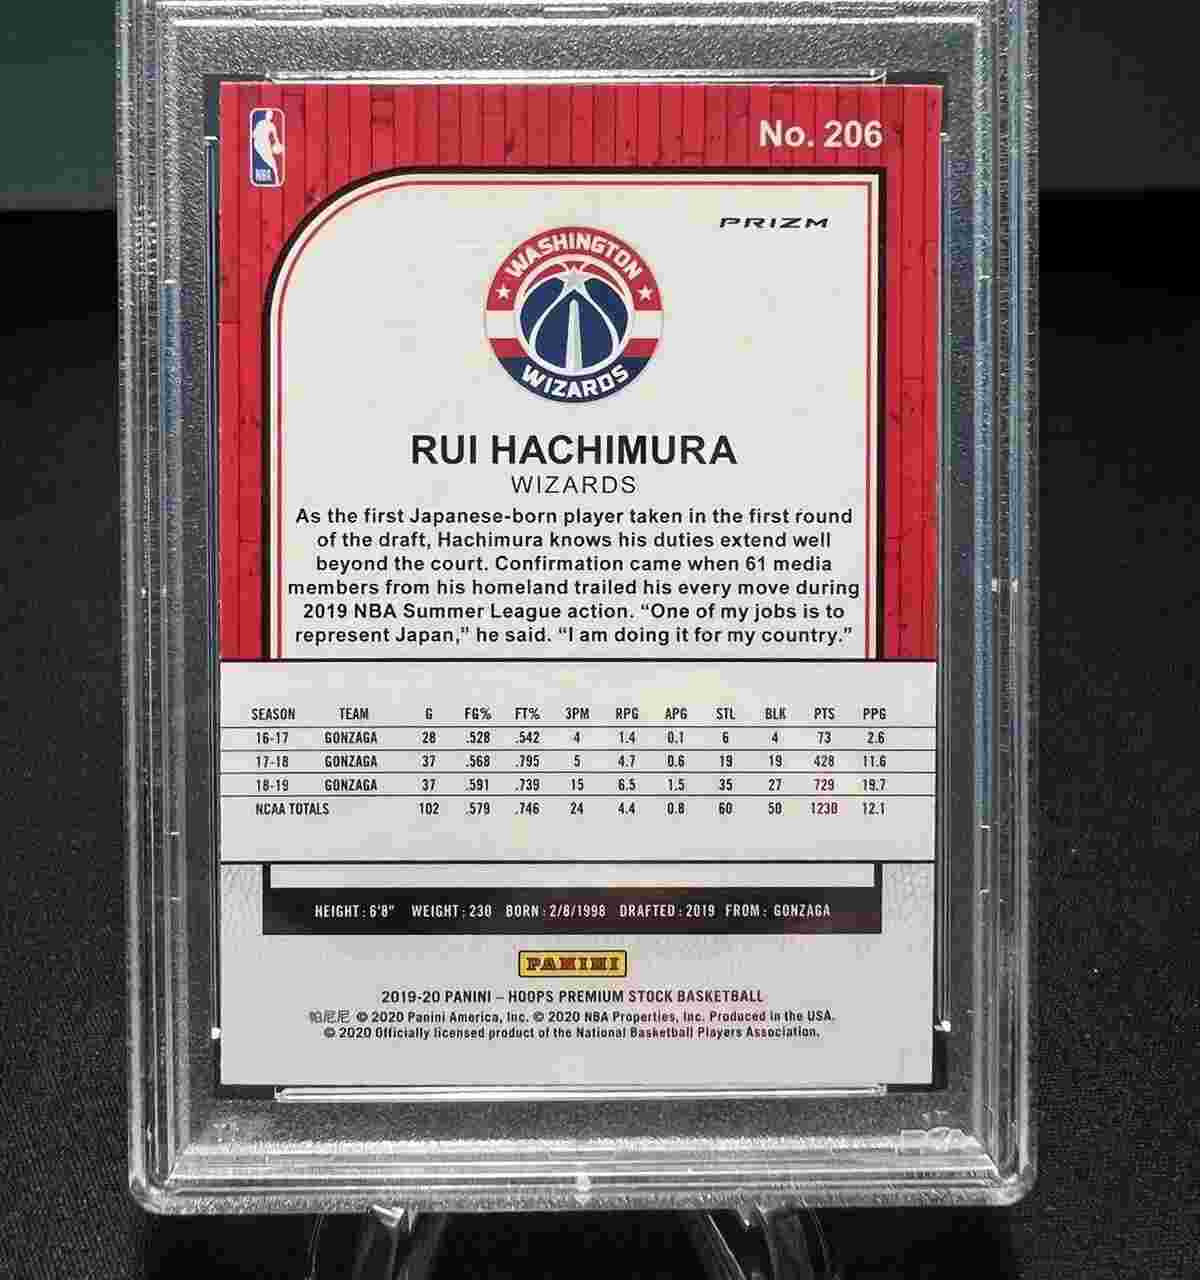 No. 206
NBA
PRIZM
WASHINGTON
WIZARDS
RUI HACHIMURA
WIZARDS
As the first Japanese-born player taken in the first round
of the draft, Hachimura knows his duties extend well
beyond the court. Confirmation came when 61 media
members from his homeland trailed his every move during
2019 NBA Summer League action. “One of my jobs is to
represent Japan,” he said. “I am doing it for my country.”
SEASON TEAM G FG% FT% 3PM RPG APG STL BLK PTS PPG
16-17 GONZAGA 28 .528 .542 4 1.4 0.1 6 4 73 2.6
17-18 GONZAGA 37 .568 .795 5 4.7 0.6 19 19 428 11.6
18-19 GONZAGA 37 .591 .739 15 6.5 1.5 35 27 729 19.7
NCAA TOTALS 102 .579 .746 24 4.4 0.8 60 50 1230 12.1
HEIGHT: 6'8" WEIGHT: 230 BORN: 2/8/1998 DRAFTED: 2019 FROM: GONZAGA
PANINI
2019-20 PANINI – HOOPS PREMIUM STOCK BASKETBALL
帕尼尼 © 2020 Panini America, Inc. © 2020 NBA Properties, Inc. Produced in the USA.
© 2020 Officially licensed product of the National Basketball Players Association.